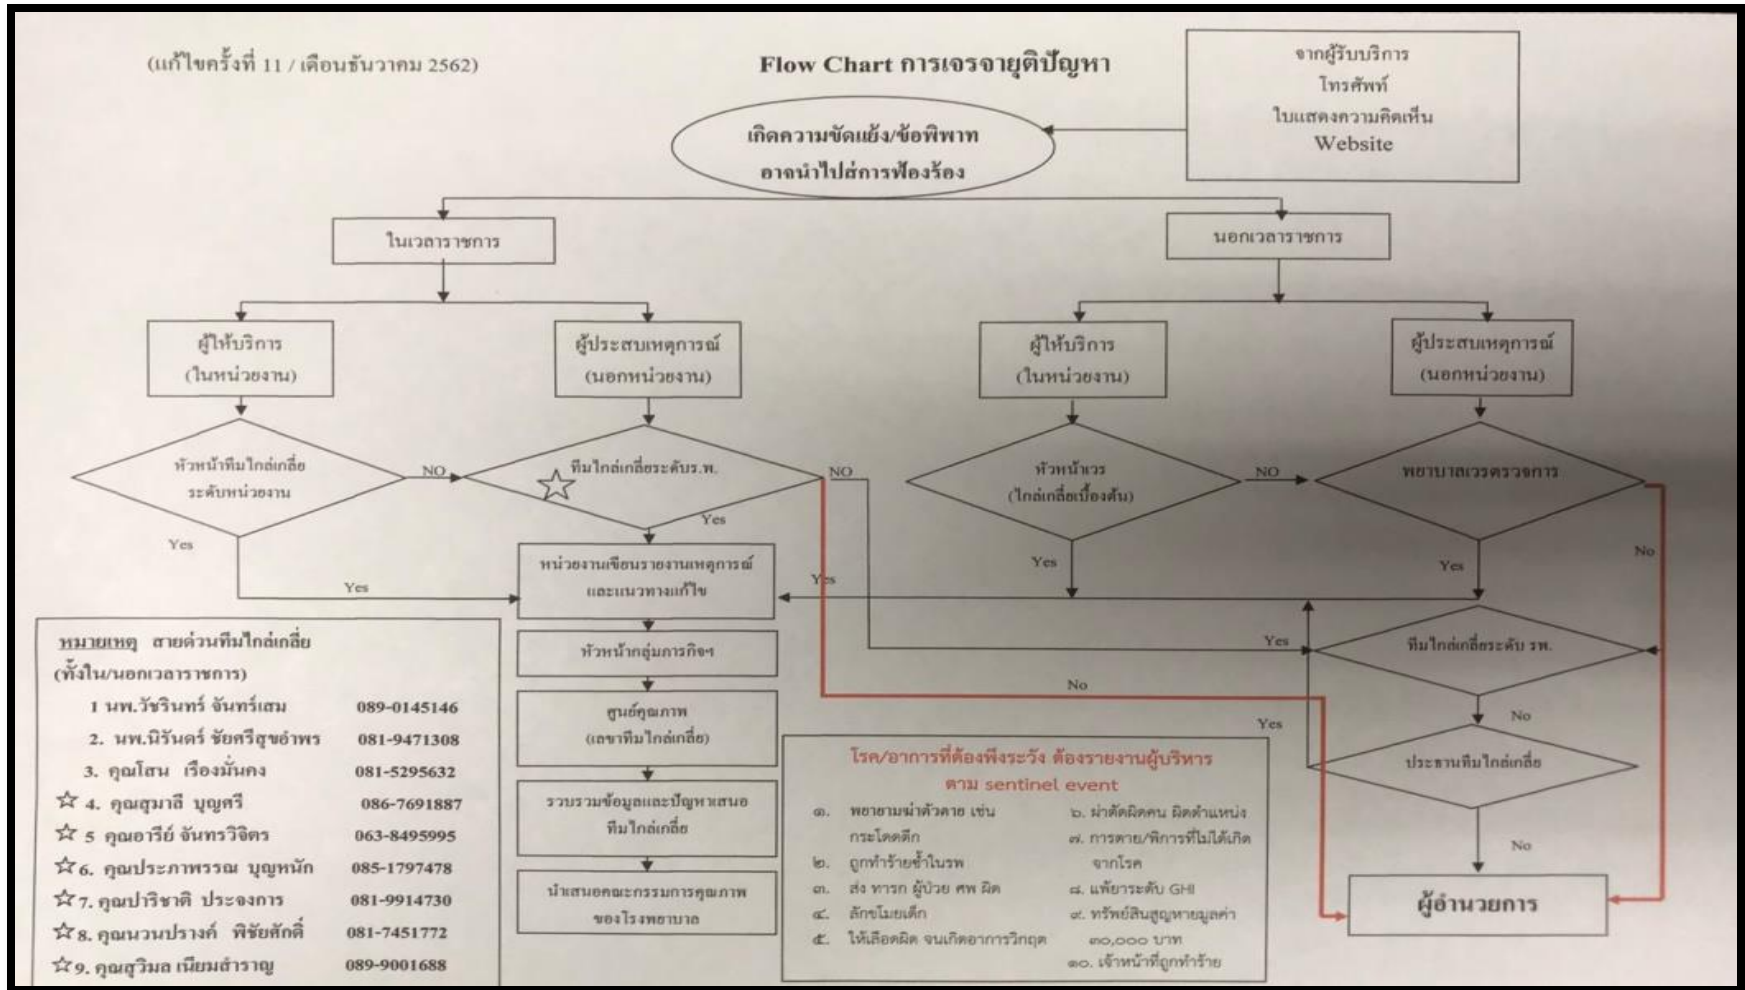 (แก้ไขครั้งที่ 11 / เดือนธันวาคม 2562)
Flow Chart การเจรจายุติปัญหา
จากผู้รับบริการ
โทรศัพท์
ใบแสดงความคิดเห็น
Website
เกิดความขัดแย้ง/ข้อพิพาท
อาจนำไปสู่การฟ้องร้อง
ในเวลาราชการ
นอกเวลาราชการ
ผู้ให้บริการ
(ในหน่วยงาน)
ผู้ประสบเหตุการณ์
(นอกหน่วยงาน)
ผู้ให้บริการ
(ในหน่วยงาน)
ผู้ประสบเหตุการณ์
(นอกหน่วยงาน)
หัวหน้าทีมไกล่เกลี่ย
ระดับหน่วยงาน
NO
ทีมไกล่เกลี่ยระดับร.พ.
NO
หัวหน้าเวร
(ไกล่เกลี่ยเบื้องต้น)
NO
พยาบาลเวรตรวจการ
Yes
Yes
Yes
Yes
No
Yes
Yes
หน่วยงานเขียนรายงานเหตุการณ์
และแนวทางแก้ไข
หัวหน้ากลุ่มภารกิจฯ
ศูนย์คุณภาพ
(เลขาทีมไกล่เกลี่ย)
รวบรวมข้อมูลและปัญหาเสนอ
ทีมไกล่เกลี่ย
นำเสนอคณะกรรมการคุณภาพ
ของโรงพยาบาล
Yes
ทีมไกล่เกลี่ยระดับ รพ.
No
No
Yes
ประธานทีมไกล่เกลี่ย
No
ผู้อำนวยการ
หมายเหตุ สายด่วนทีมไกล่เกลี่ย
(ทั้งใน/นอกเวลาราชการ)
1 นพ.วัชรินทร์ จันทร์เสม 089-0145146
2. นพ.นิรันดร์ ชัยศรีสุขอำพร 081-9471308
3. คุณโสน เรืองมั่นคง 081-5295632
4. คุณสุมาลี บุญศรี 086-7691887
5 คุณอารีย์ จันทรวิจิตร 063-8495995
6. คุณประภาพรรณ บุญหนัก 085-1797478
7. คุณปาริชาติ ประจงการ 081-9914730
8. คุณนวนปรางค์ พิชัยศักดิ์ 081-7451772
9. คุณสุวิมล เนียมสำราญ 089-9001688
โรค/อาการที่ต้องพึงระวัง ต้องรายงานผู้บริหาร
ตาม sentinel event
๑. พยายามฆ่าตัวตาย เช่น
กระโดดตึก
๒. ถูกทำร้ายซ้ำในรพ
๓. ส่ง ทารก ผู้ป่วย ศพ ผิด
๔. ลักขโมยเด็ก
๕. ให้เลือดผิด จนเกิดอาการวิกฤต
๖. ผ่าตัดผิดคน ผิดตำแหน่ง
๗. การตาย/พิการที่ไม่ได้เกิด
จากโรค
๘. แพ้ยาระดับ GHI
๙. ทรัพย์สินสูญหายมูลค่า
๓๐,๐๐๐ บาท
๑๐. เจ้าหน้าที่ถูกทำร้าย